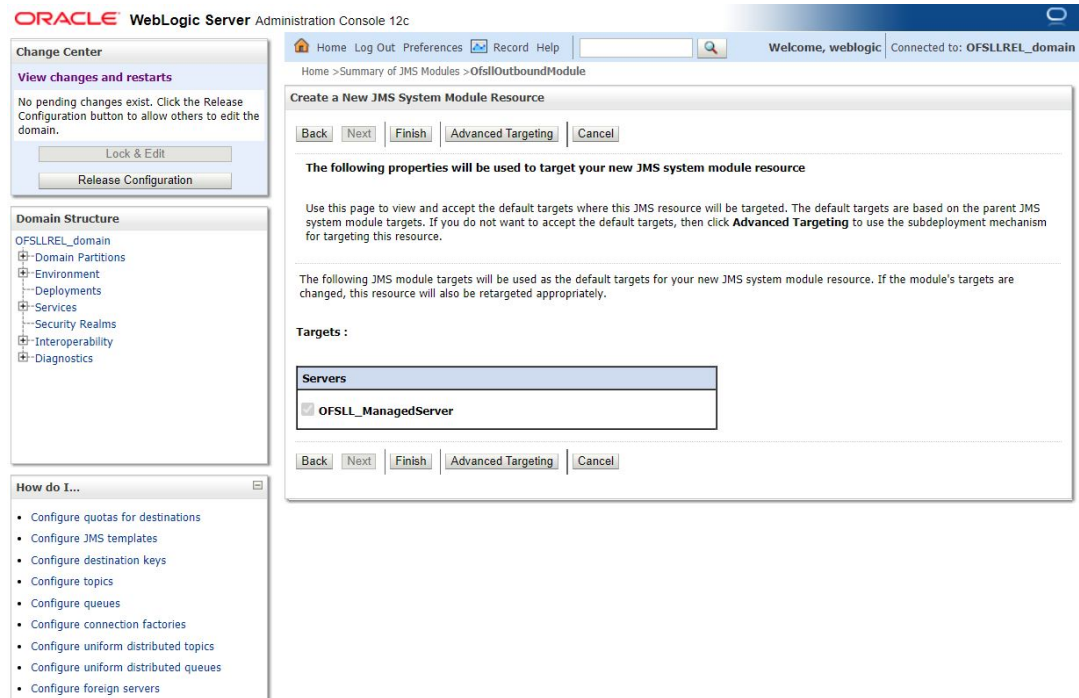 ORACLE WebLogic Server Administration Console 12c
Change Center
View changes and restarts
No pending changes exist. Click the Release
Configuration button to allow others to edit the
domain.
Lock & Edit
Release Configuration
Domain Structure
OFSLLREL_domain
Domain Partitions
Environment
Deployments
Services
Security Realms
Interoperability
Diagnostics
How do I...
Configure quotas for destinations
Configure JMS templates
Configure destination keys
Configure topics
Configure queues
Configure connection factories
Configure uniform distributed topics
Configure uniform distributed queues
Configure foreign servers
Home Log Out Preferences Record Help
Welcome, weblogic Connected to: OFSLLREL_domain
Home >Summary of JMS Modules >OfsllOutboundModule
Create a New JMS System Module Resource
Back Next Finish Advanced Targeting Cancel
The following properties will be used to target your new JMS system module resource
Use this page to view and accept the default targets where this JMS resource will be targeted. The default targets are based on the parent JMS
system module targets. If you do not want to accept the default targets, then click Advanced Targeting to use the subdeployment mechanism
for targeting this resource.
The following JMS module targets will be used as the default targets for your new JMS system module resource. If the module's targets are
changed, this resource will also be retargeted appropriately.
Targets :
Servers
OFSLL_ManagedServer
Back Next Finish Advanced Targeting Cancel